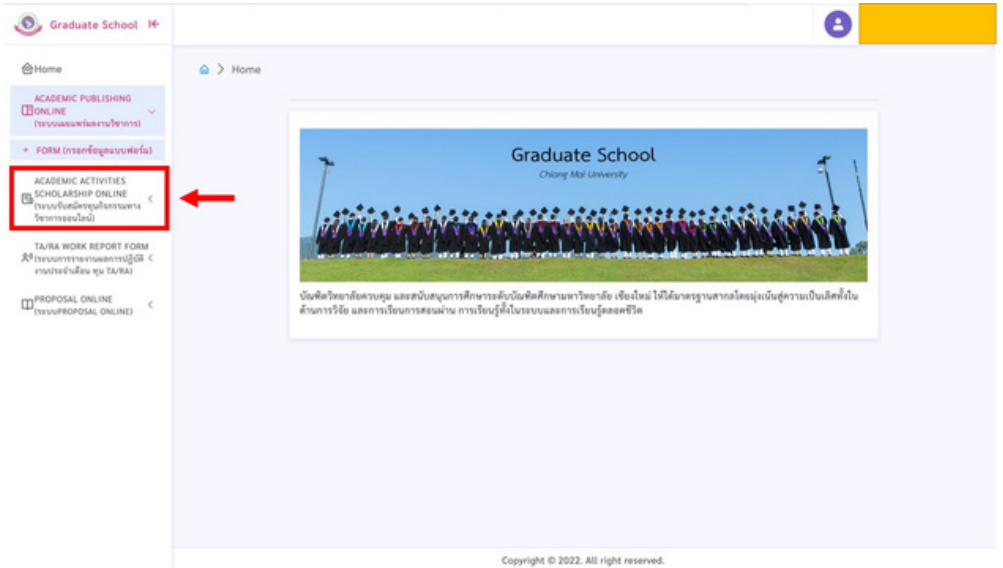 Graduate School
Home
Home
ACADEMIC PUBLISHING
ONLINE
(ระบบเผยแพร่ผลงานวิชาการ)
FORM (กรอกข้อมูลแบบฟอร์ม)
ACADEMIC ACTIVITIES
SCHOLARSHIP ONLINE
(ระบบรับสมัครทุนกิจกรรมทาง
วิชาการออนไลน์)
TA/RA WORK REPORT FORM
(ระบบการรายงานผลการปฏิบัติ
งานประจำเดือน ทุน TA/RA)
PROPOSAL ONLINE
(ระบบPROPOSAL ONLINE)
Graduate School
Chiang Mai University
บัณฑิตวิทยาลัยควบคุม และสนับสนุนการศึกษาระดับบัณฑิตศึกษามหาวิทยาลัย เชียงใหม่ ให้ได้มาตรฐานสากลโดยมุ่งเน้นสู่ความเป็นเลิศทั้งใน
ด้านการวิจัย และการเรียนการสอนผ่าน การเรียนรู้ทั้งในระบบและการเรียนรู้ตลอดชีวิต
Copyright © 2022. All right reserved.